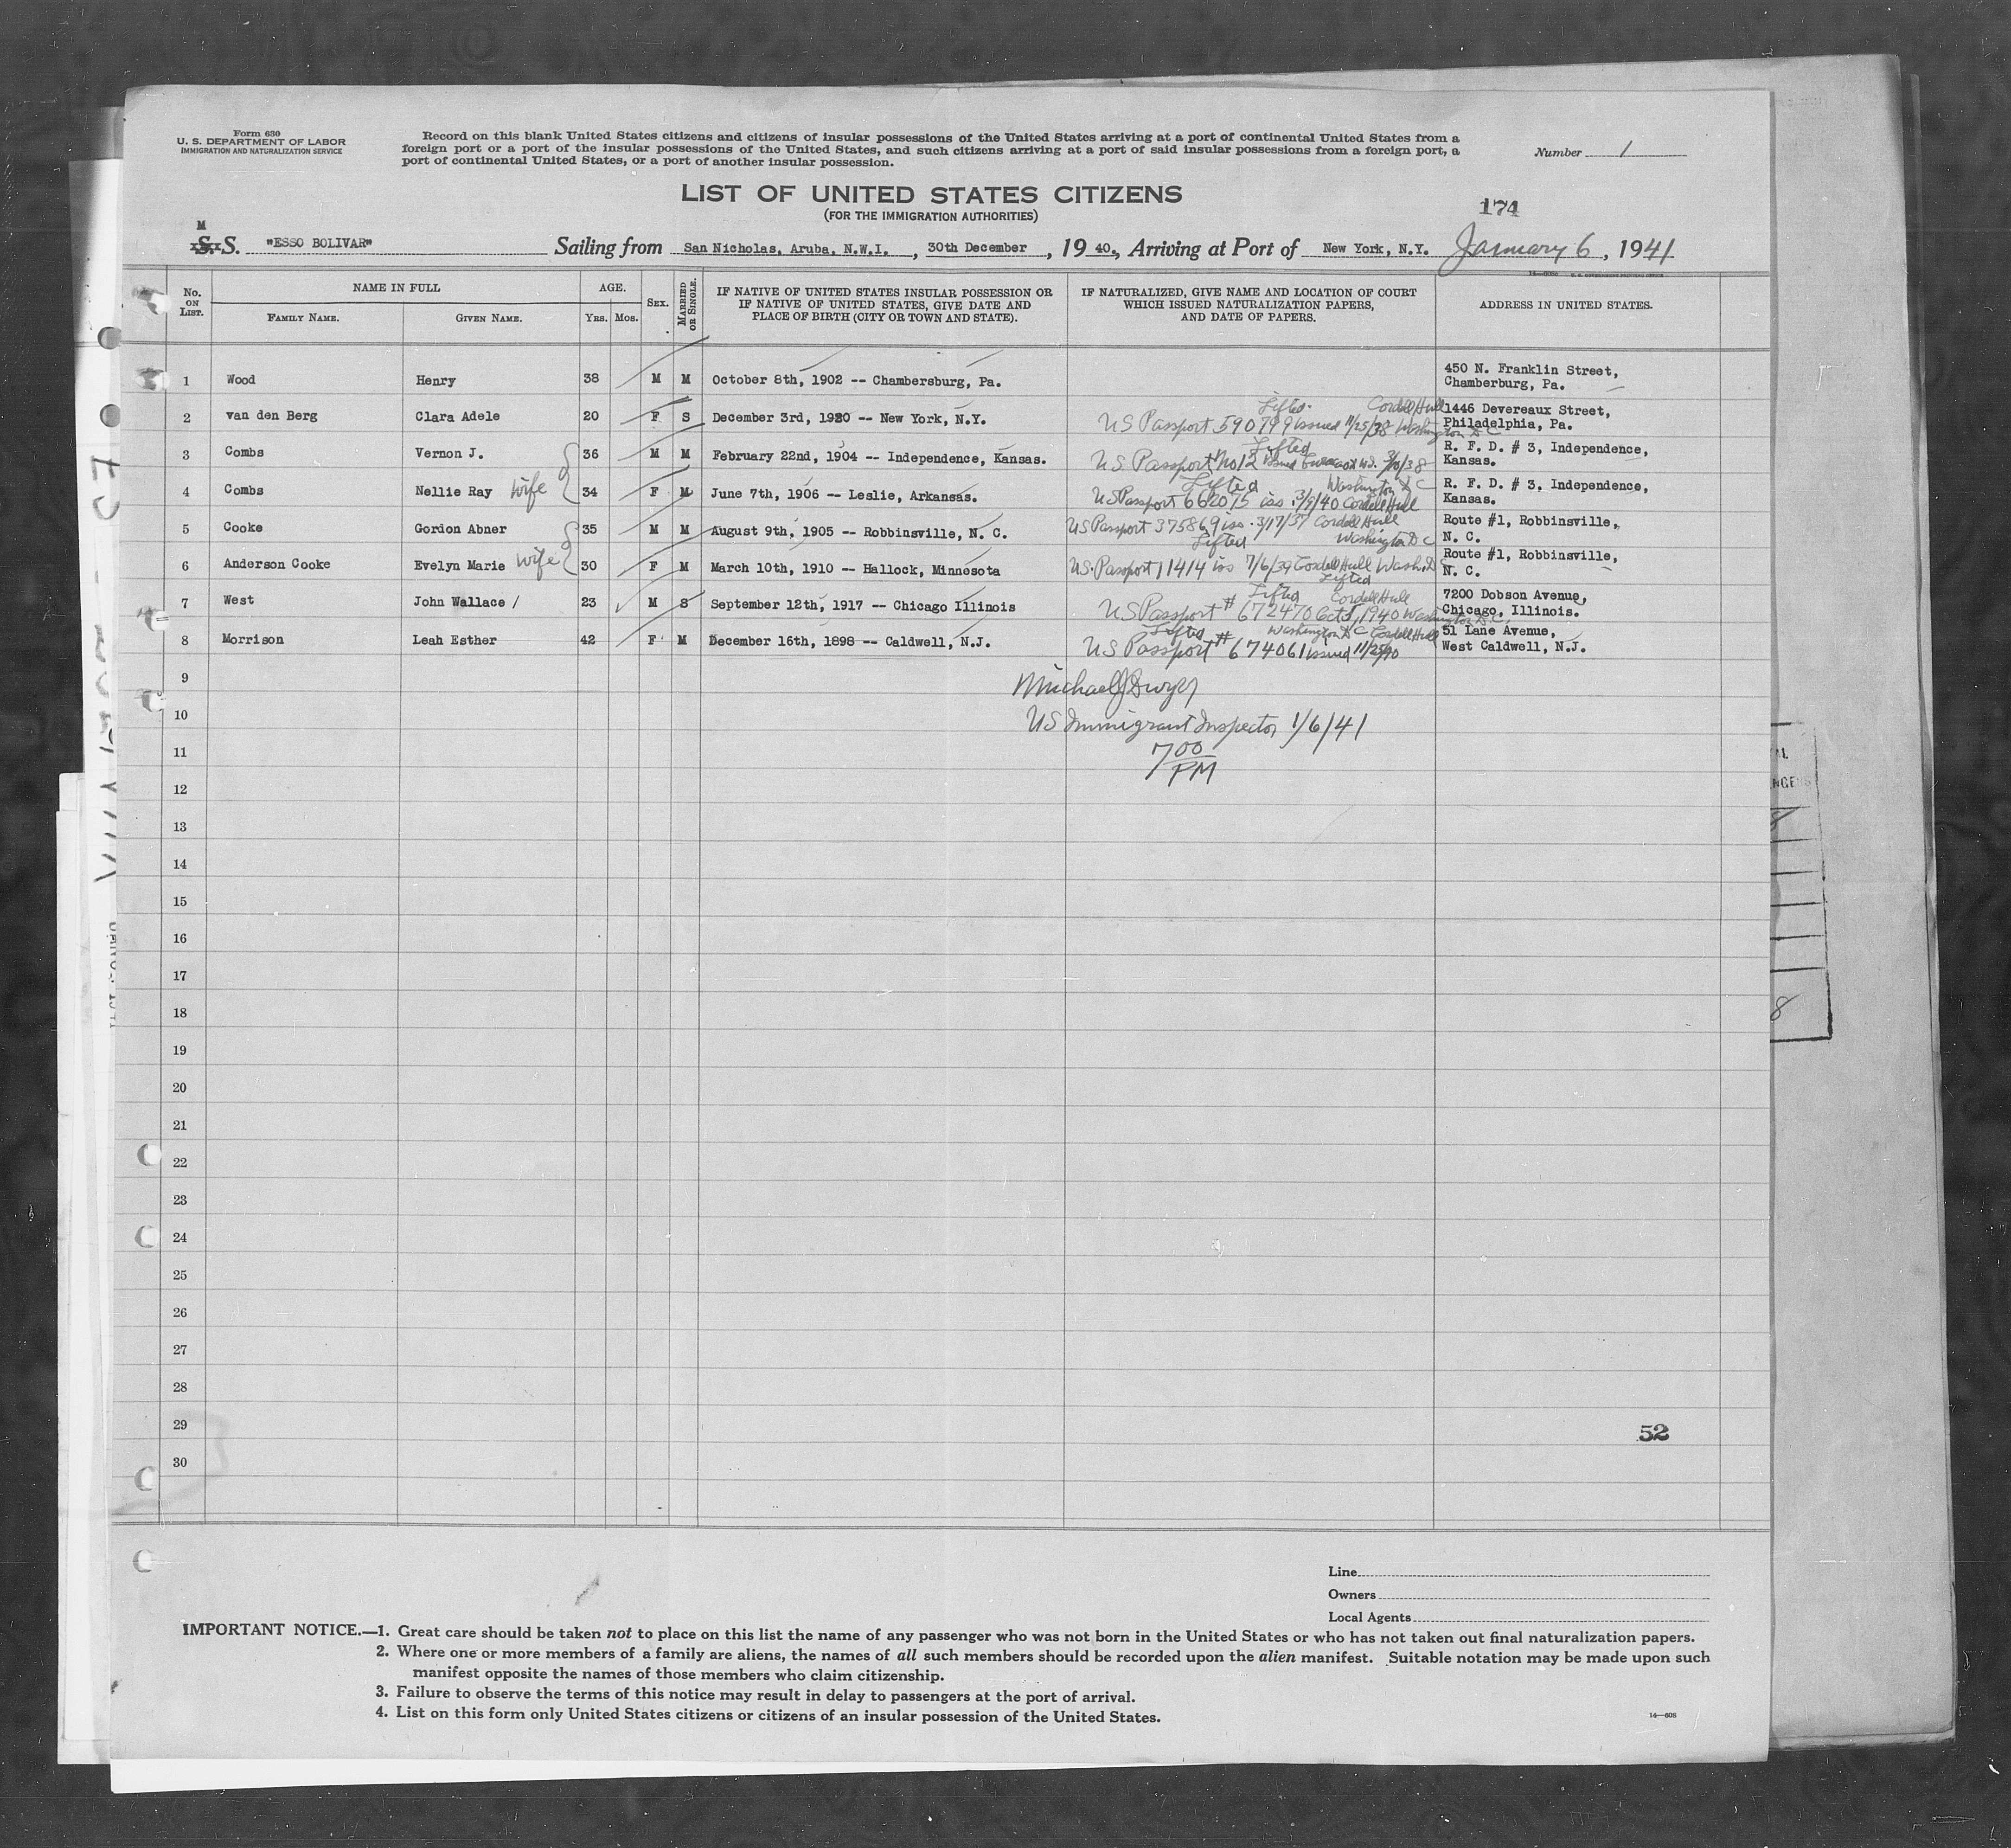 Form 630
U. S. DEPARTMENT OF LABOR
IMMIGRATION AND NATURALIZATION SERVICE
Record on this blank United States citizens and citizens of insular possessions of the United States arriving at a port of continental United States from a
foreign port or a port of the insular possessions of the United States, and such citizens arriving at a port of said insular possessions from a foreign port, a
port of continental United States, or a port of another insular possession.
Number 1
LIST OF UNITED STATES CITIZENS
(FOR THE IMMIGRATION AUTHORITIES)
174
M
S. S. "ESSO BOLIVAR" Sailing from San Nicholas, Aruba, N.W.I. , 30th December , 19 40, Arriving at Port of New York, N.Y. January 6 , 1941
No. ON LIST.
NAME IN FULL
FAMILY NAME.
GIVEN NAME.
AGE.
YRS. MOS.
SEX.
MARRIED OR SINGLE.
IF NATIVE OF UNITED STATES INSULAR POSSESSION OR
IF NATIVE OF UNITED STATES, GIVE DATE AND
PLACE OF BIRTH (CITY OR TOWN AND STATE).
IF NATURALIZED, GIVE NAME AND LOCATION OF COURT
WHICH ISSUED NATURALIZATION PAPERS,
AND DATE OF PAPERS.
ADDRESS IN UNITED STATES.
1 Wood Henry 38 M M October 8th, 1902 -- Chambersburg, Pa. 450 N. Franklin Street,
Chamberburg, Pa.
Lifted. Cordell Hull
2 van den Berg Clara Adele 20 F S December 3rd, 1920 -- New York, N.Y. US Passport 590799 issued 11/25/38 Washington D C 1446 Devereaux Street,
Philadelphia, Pa.
Lifted
3 Combs Vernon J. 36 M M February 22nd, 1904 -- Independence, Kansas. US Passport No 12 issued R. F. D. # 3, Independence,
Kansas.
Lifted Washington D C
4 Combs Nellie Ray wife 34 F M June 7th, 1906 -- Leslie, Arkansas. US Passport 662075 iss. 3/9/40 Cordell Hull R. F. D. # 3, Independence,
Kansas.
5 Cooke Gordon Abner 35 M M August 9th, 1905 -- Robbinsville, N. C. US Passport 375869 iss. 3/17/37 Cordell Hull Route #1, Robbinsville,
N. C.
Lifted Washington D C
6 Anderson Cooke Evelyn Marie wife 30 F M March 10th, 1910 -- Hallock, Minnesota US. Passport 11414 iss 7/6/39 Cordell Hull Wash. D C Route #1, Robbinsville,
N. C.
Lifted
Lifted Cordell Hull
7 West John Wallace / 23 M S September 12th, 1917 -- Chicago Illinois US Passport # 672470 Oct 1, 1940 Washington D.C. 7200 Dobson Avenue,
Chicago, Illinois.
Lifted Washington D C Cordell Hull
8 Morrison Leah Esther 42 F M December 16th, 1898 -- Caldwell, N.J. US Passport # 674061 issued 11/25/40 51 Lane Avenue,
West Caldwell, N.J.
9 Michael J Dwyer
10 US Immigrant Inspector 1/6/41
11 7 00
PM
12
13
14
15
16
17
18
19
20
21
22
23
24
25
26
27
28
29 52
30
Line
Owners
Local Agents
IMPORTANT NOTICE.—1. Great care should be taken not to place on this list the name of any passenger who was not born in the United States or who has not taken out final naturalization papers.
2. Where one or more members of a family are aliens, the names of all such members should be recorded upon the alien manifest. Suitable notation may be made upon such
manifest opposite the names of those members who claim citizenship.
3. Failure to observe the terms of this notice may result in delay to passengers at the port of arrival.
4. List on this form only United States citizens or citizens of an insular possession of the United States.
14—608